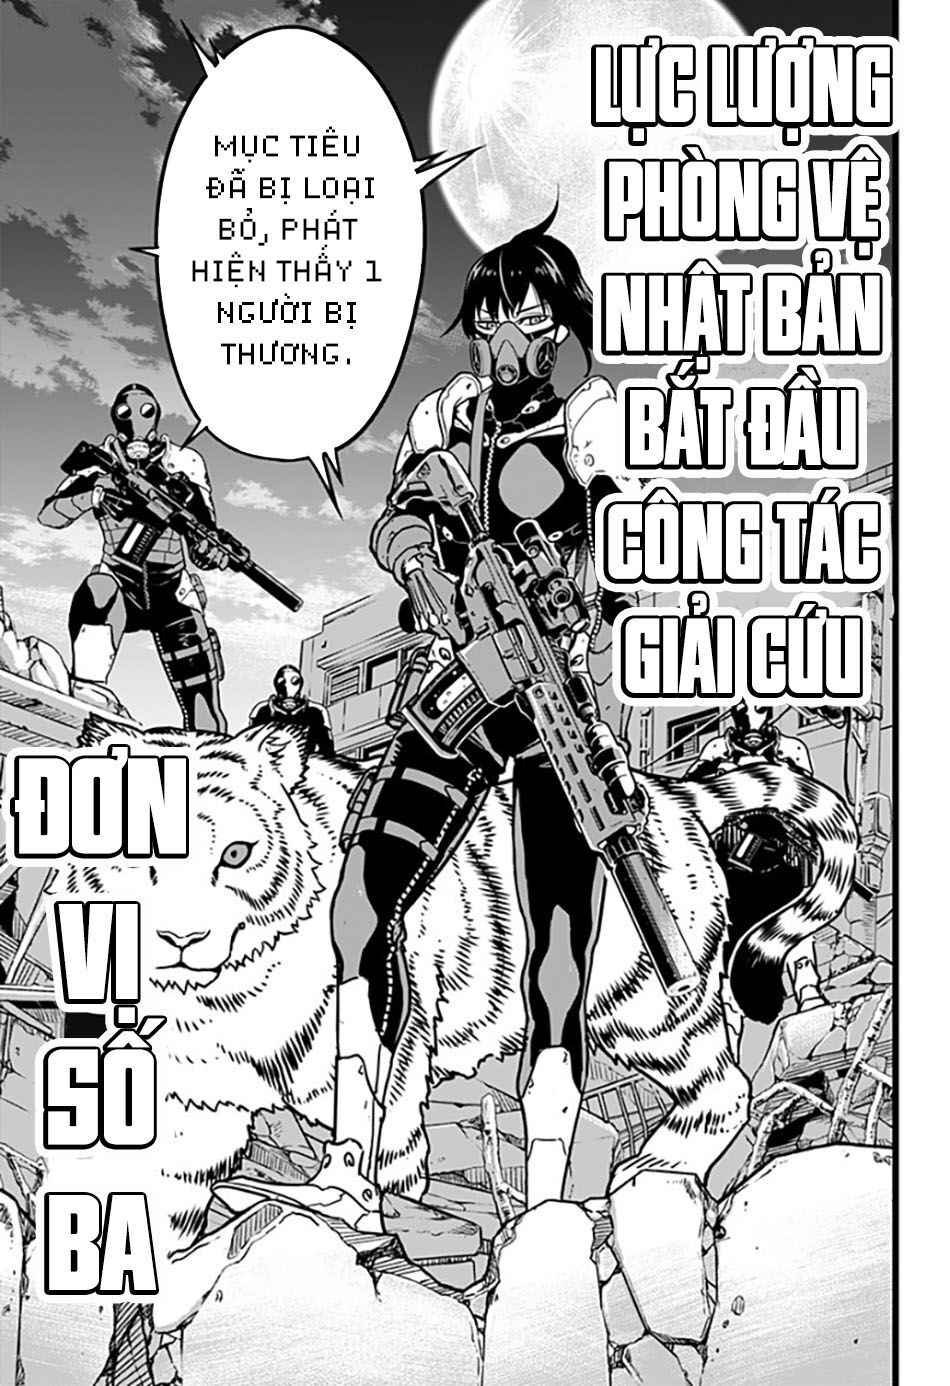 LỰC LƯỢNG
PHÒNG VỆ
NHẬT BẢN
BẮT ĐẦU
CÔNG TÁC
GIẢI CỨU
MỤC TIÊU
ĐÃ BỊ LOẠI
BỎ, PHÁT
HIỆN THẤY 1
NGƯỜI BỊ
THƯƠNG.
ĐƠN
VỊ
SỐ
BA